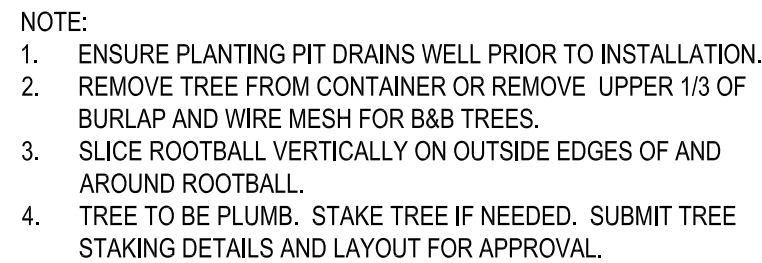 NOTE:
1. ENSURE PLANTING PIT DRAINS WELL PRIOR TO INSTALLATION.
2. REMOVE TREE FROM CONTAINER OR REMOVE UPPER 1/3 OF
BURLAP AND WIRE MESH FOR B&B TREES.
3. SLICE ROOTBALL VERTICALLY ON OUTSIDE EDGES OF AND
AROUND ROOTBALL.
4. TREE TO BE PLUMB. STAKE TREE IF NEEDED. SUBMIT TREE
STAKING DETAILS AND LAYOUT FOR APPROVAL.